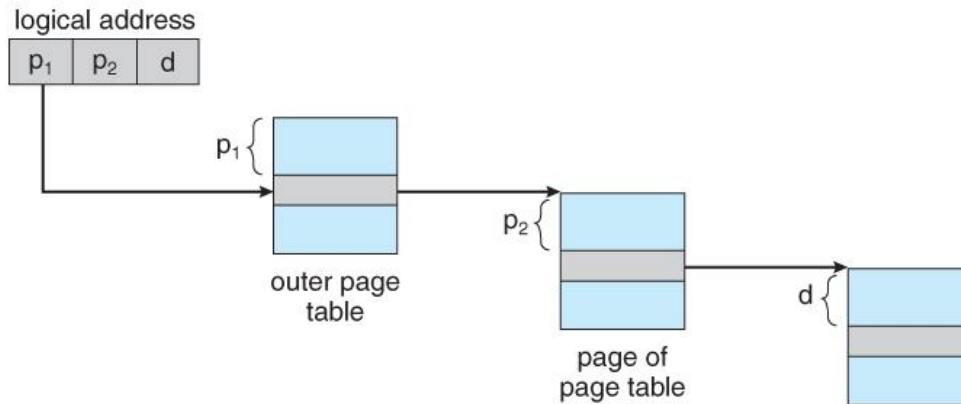 logical address
p₁ p₂ d
p₁
outer page
table
p₂
page of
page table
d